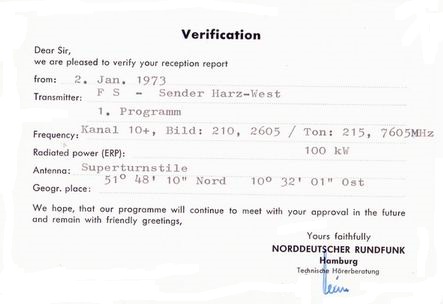 Verification
Dear Sir,
we are pleased to verify your reception report
from: 2. Jan. 1973
Transmitter: F S - Sender Harz-West
1. Programm
Frequency: Kanal 10+, Bild: 210, 2605 / Ton: 215, 7605MHz
Radiated power (ERP): 100 kW
Antenna: Superturnstile
Geogr. place: 51° 48' 10" Nord 10° 32' 01" Ost
We hope, that our programme will continue to meet with your approval in the future
and remain with friendly greetings,
Yours faithfully
NORDDEUTSCHER RUNDFUNK
Hamburg
Technische Hörerberatung